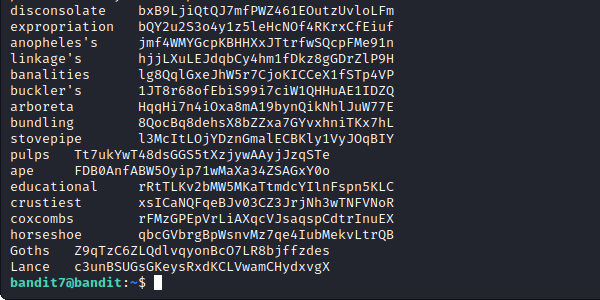 disconsolate bxB9LjiQtQJ7mfPWZ461EOutzUvloLFm
expropriation bQY2u2S3o4y1z5leHcNOf4RKrxCfEiuf
anopheles's jmf4WMYGcpKBHHXxJTtrfwSQcpFMe91n
linkage's hjjLXuLEJdqbCy4hm1fDkz8gGDrZlP9H
banalities lg8QqlGxeJhW5r7CjoKICCeX1fSTp4VP
buckler's 1JT8r68ofEbiS99i7ciW1QHHuAE1IDZQ
arboreta HqqHi7n4iOxa8mA19bynQikNhlJuW77E
bundling 8QocBq8dehsX8bZZxa7GYvxhniTKx7hL
stovepipe l3McItLOjYDznGmalECBKly1VyJOqBIY
pulps Tt7ukYwT48dsGGS5tXzjywAAyjJzqSTe
ape FDB0AnfABW5Oyip71wMaXa34ZSAGxY0o
educational rRtTLKv2bMW5MKaTtmdcYIlnFspn5KLC
crustiest xsICaNQFqeBJv03CZ3JrjNh3wTNFVNoR
coxcombs rFMzGPEpVrLiAXqcVJsaqspCdtrInuEX
horseshoe qbcGVbrgBpWsnvMz7qe4IubMekvLtrQB
Goths Z9qTzC6ZLQdlvqyonBcO7LR8bjffzdes
Lance c3unBSUGsGKeysRxdKCLVwamCHydxvgX
bandit7@bandit:~$